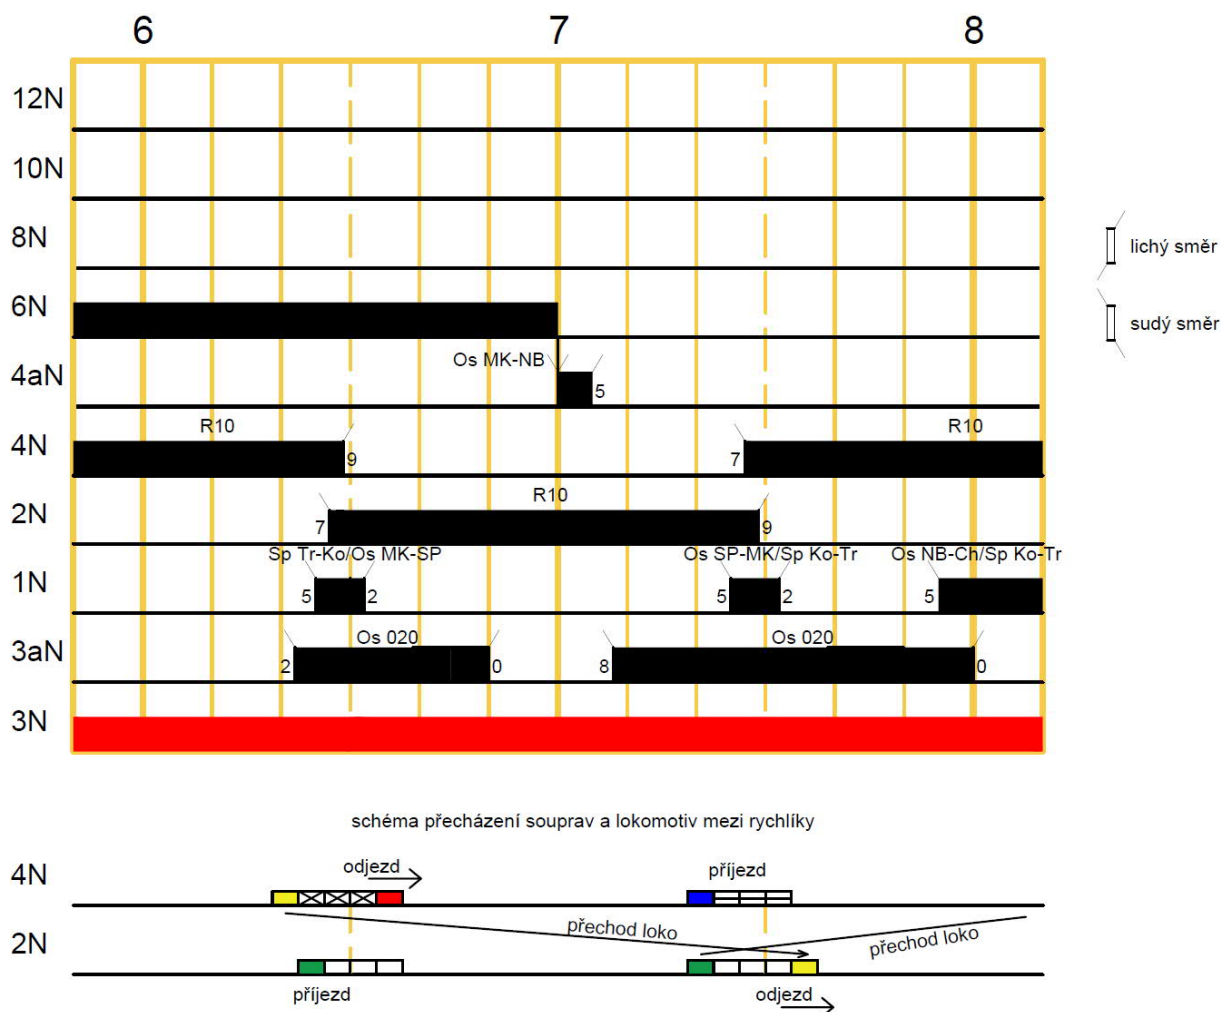 6 7 8
12N
10N
8N
lichý směr
6N
sudý směr
Os MK-NB
4aN
5
R10 R10
4N
9 7
R10
2N
7 9
Sp Tr-Ko/Os MK-SP Os SP-MK/Sp Ko-Tr Os NB-Ch/Sp Ko-Tr
1N
5 2 5 2 5
Os 020 Os 020
3aN
2 0 8 0
3N
schéma přecházení souprav a lokomotiv mezi rychlíky
4N
odjezd příjezd
přechod loko přechod loko
2N
příjezd odjezd